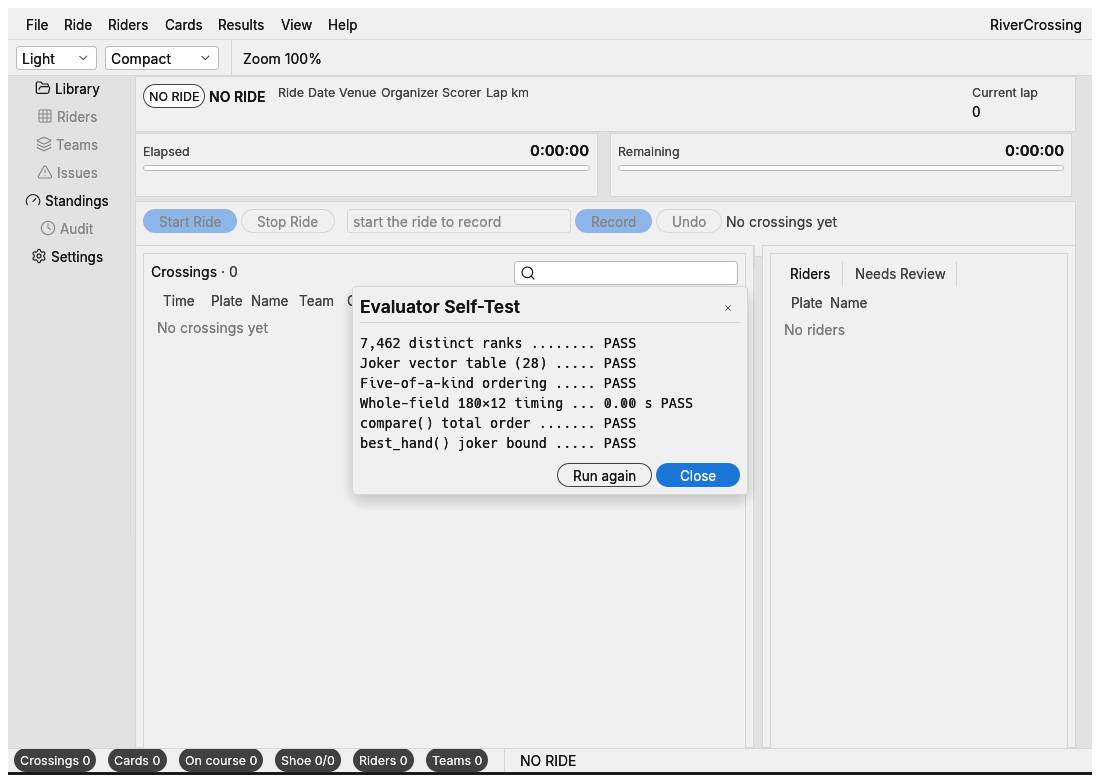 File Ride Riders Cards Results View Help RiverCrossing
Light Compact Zoom 100%
Library
Riders
Teams
Issues
Standings
Audit
Settings
NO RIDE NO RIDE Ride Date Venue Organizer Scorer Lap km
Current lap
0
Elapsed 0:00:00
Remaining 0:00:00
Start Ride Stop Ride start the ride to record Record Undo No crossings yet
Crossings · 0
Time Plate Name Team
No crossings yet
Riders Needs Review
Plate Name
No riders
Evaluator Self-Test ×
7,462 distinct ranks ........ PASS
Joker vector table (28) ..... PASS
Five-of-a-kind ordering ..... PASS
Whole-field 180×12 timing ... 0.00 s PASS
compare() total order ....... PASS
best_hand() joker bound ..... PASS
Run again Close
Crossings 0 Cards 0 On course 0 Shoe 0/0 Riders 0 Teams 0 NO RIDE